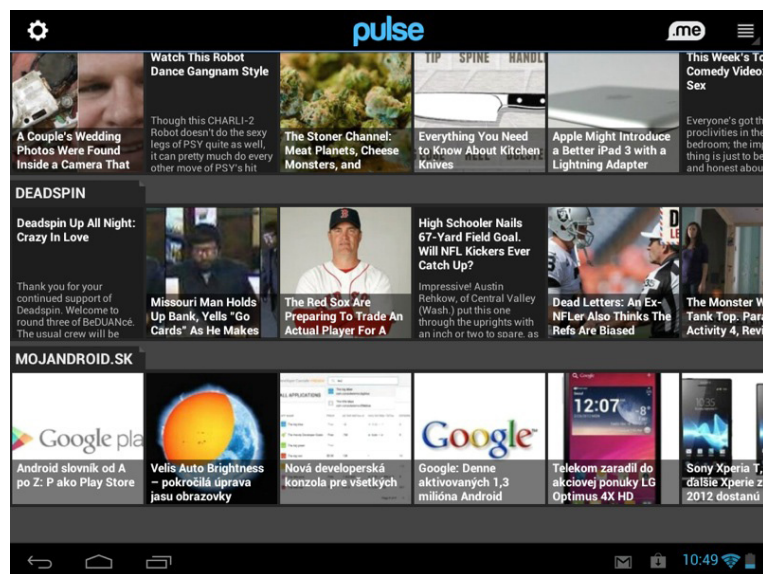 pulse
.me
TIP SPINE HANDL
Watch This Robot
Dance Gangnam Style
This Week's To
Comedy Video:
Sex
Though this CHARLI-2
Robot doesn't do the sexy
legs of PSY quite as well,
it can pretty much do every
other move of PSY's hit
Everyone's got th
proclivities in the
bedroom; the imp
thing is just to be
and honest abou
A Couple's Wedding
Photos Were Found
Inside a Camera That
The Stoner Channel:
Meat Planets, Cheese
Monsters, and
Everything You Need
to Know About Kitchen
Knives
Apple Might Introduce
a Better iPad 3 with a
Lightning Adapter
DEADSPIN
Deadspin Up All Night:
Crazy In Love
Thank you for your
continued support of
Deadspin. Welcome to
round three of BeDUANcé.
The usual crew will be
Missouri Man Holds
Up Bank, Yells "Go
Cards" As He Makes
The Red Sox Are
Preparing To Trade An
Actual Player For A
High Schooler Nails
67-Yard Field Goal.
Will NFL Kickers Ever
Catch Up?
Impressive! Austin
Rehkow, of Central Valley
(Wash.) put this one
through the uprights with
an inch or two to spare, as
Dead Letters: An Ex-
NFLer Also Thinks The
Refs Are Biased
The Monster W
Tank Top. Para
Activity 4, Revi
MOJANDROID.SK
Google pla
Android slovník od A
po Z: P ako Play Store
Velis Auto Brightness
– pokročilá úprava
jasu obrazovky
ALL APPLICATIONS
Nová developerská
konzola pre všetkých
Google
Google: Denne
aktivovaných 1,3
milióna Android
12:07
-8°
Telekom zaradil do
akciovej ponuky LG
Optimus 4X HD
Sony Xperia T,
ďalšie Xperie z
2012 dostanú
10:49